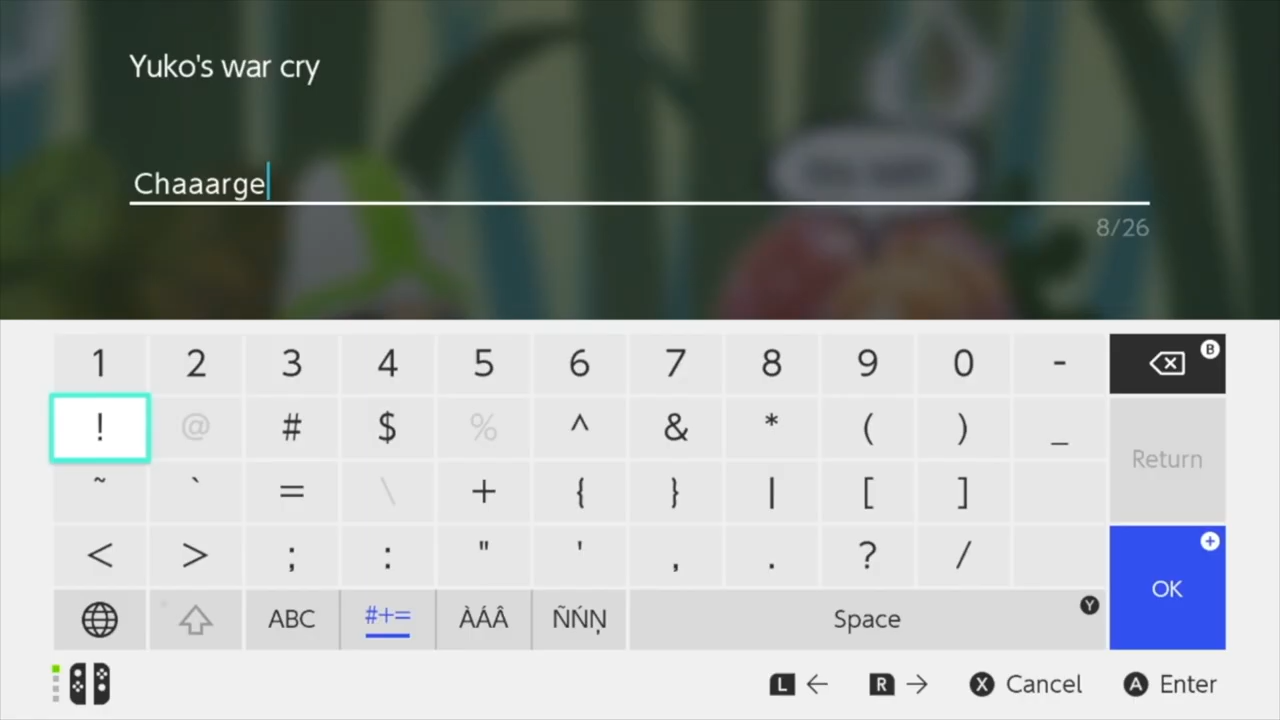 Yuko's war cry
Chaaarge
8/26
1 2 3 4 5 6 7 8 9 0 - B
! @ # $ % ^ & * ( ) _ Return
~ ` = \ + { } | [ ]
< > ; : " ' , . ? / + OK
ABC #+= ÀÁÂ ÑŃŅ Space Y
L ← R → X Cancel A Enter